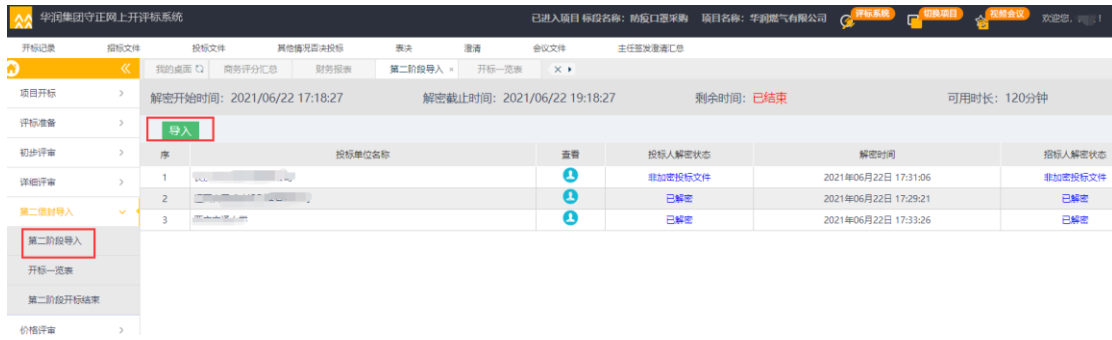 华润集团守正网上开评标系统 已进入项目 标段名称：防疫口罩采购 项目名称：华润燃气有限公司 评标系统 切换项目 视频会议 欢迎您，
开标记录 招标文件 投标文件 其他情况否决投标 表决 澄清 会议文件 主任签发澄清汇总
我的桌面 商务评分汇总 财务报表 第二阶段导入 × 开标一览表 ×
项目开标 >
评标准备 >
初步评审 >
详细评审 >
第二信封导入
第二阶段导入
开标一览表
第二阶段开标结束
价格评审 >
解密开始时间：2021/06/22 17:18:27 解密截止时间：2021/06/22 19:18:27 剩余时间：已结束 可用时长：120分钟
导入
序 投标单位名称 查看 投标人解密状态 解密时间 招标人解密状态
1 非加密投标文件 2021年06月22日 17:31:06 非加密投标文件
2 已解密 2021年06月22日 17:29:21 已解密
3 已解密 2021年06月22日 17:33:26 已解密